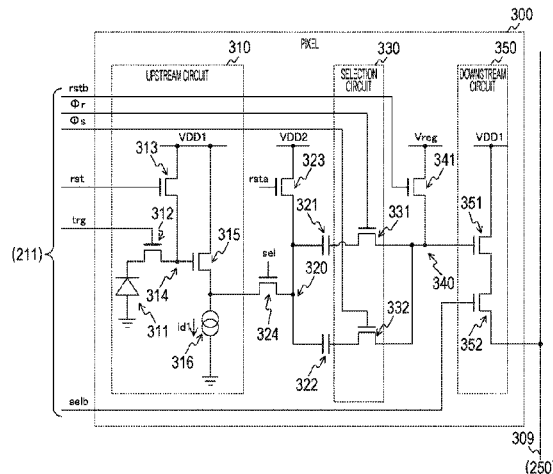 300
PIXEL
310
330
350
UPSTREAM CIRCUIT
SELECTION CIRCUIT
DOWNSTREAM CIRCUIT
rstb
Φr
Φs
VDD1
VDD2
Vreg
VDD1
313
323
341
rst
rsta
321
331
351
312
trg
315
(211)
sel
320
340
314
332
324
311
id1
316
322
352
selb
309
(250)